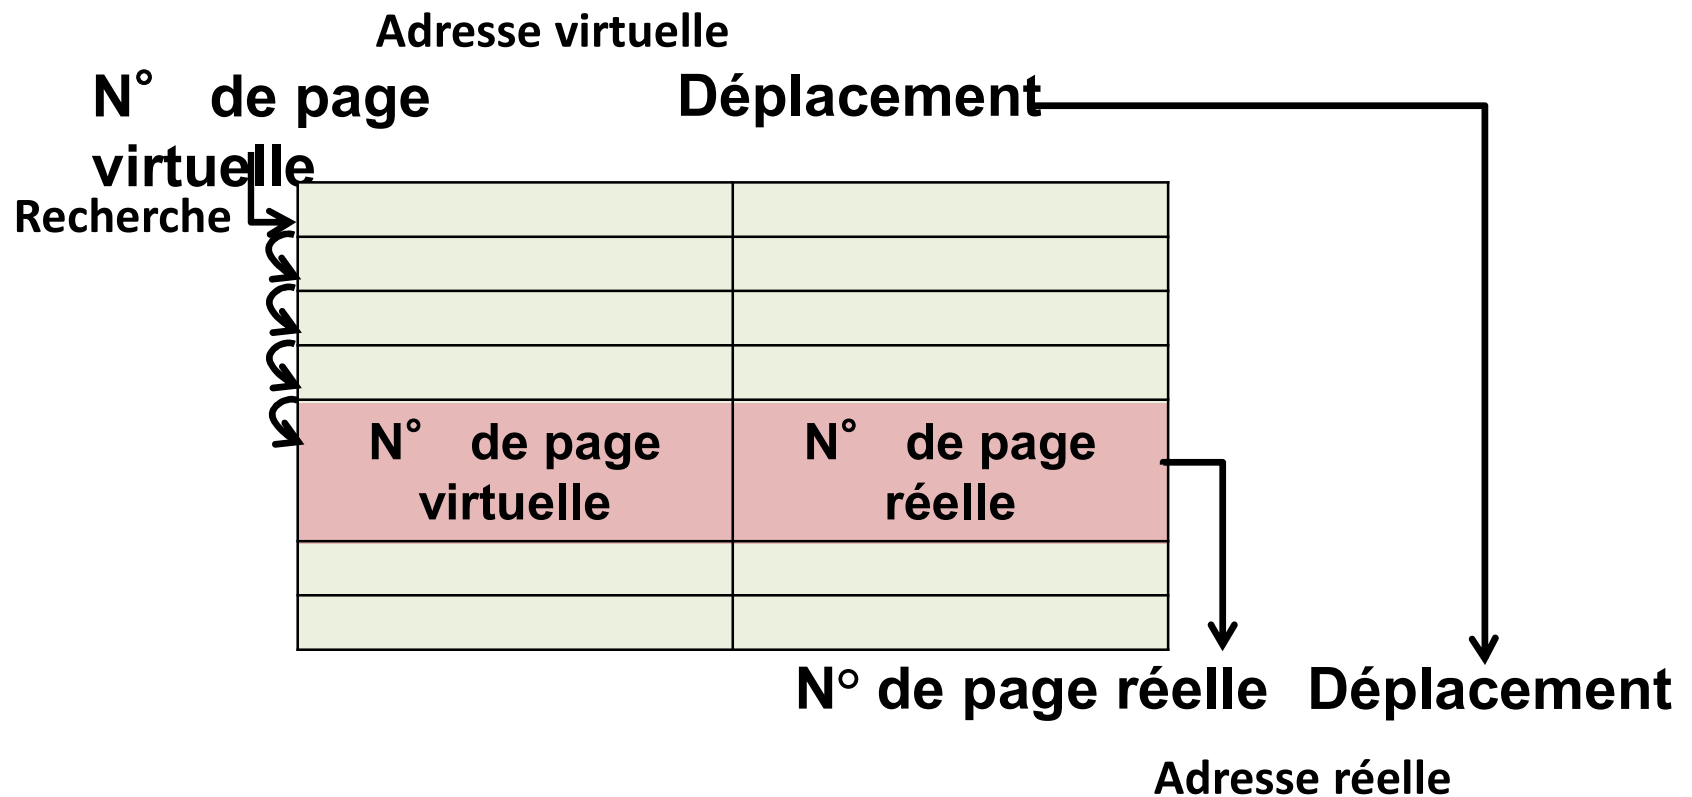 Adresse virtuelle
N° de page Déplacement
virtuelle
Recherche
N° de page N° de page
virtuelle réelle
N° de page réelle Déplacement
Adresse réelle